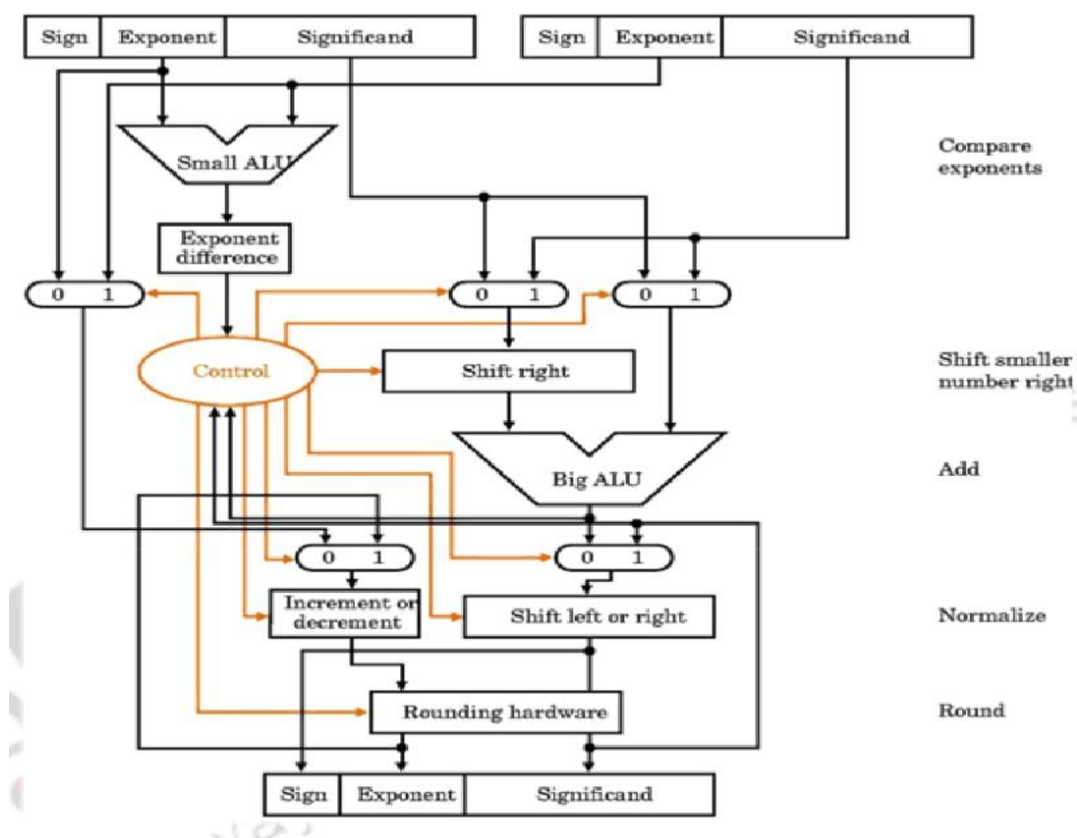 Sign Exponent Significand Sign Exponent Significand
Small ALU
Compare
exponents
Exponent
difference
0 1 0 1 0 1
Control
Shift right
Shift smaller
number right
Big ALU
Add
0 1 0 1
Increment or
decrement
Shift left or right
Normalize
Rounding hardware
Round
Sign Exponent Significand